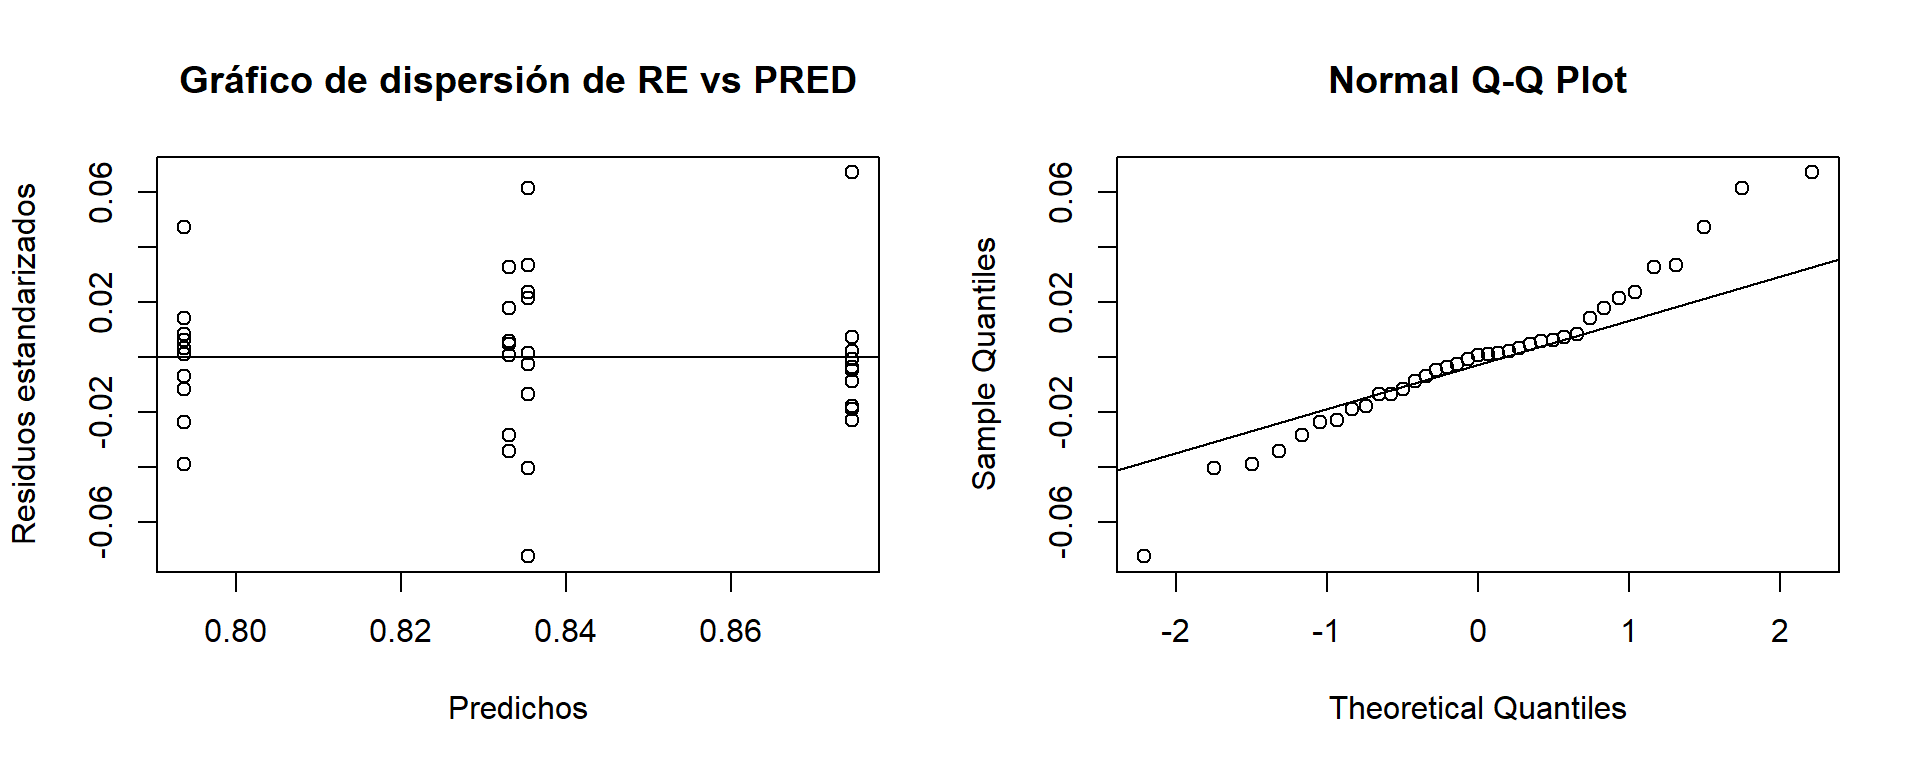 Gráfico de dispersión de RE vs PRED
Residuos estandarizados
0.06
0.02
-0.02
-0.06
0.80 0.82 0.84 0.86
Predichos
Normal Q-Q Plot
Sample Quantiles
0.06
0.02
-0.02
-0.06
-2 -1 0 1 2
Theoretical Quantiles